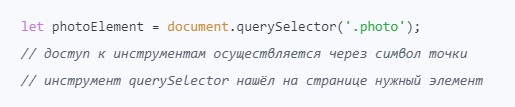 let photoElement = document.querySelector('.photo');
// доступ к инструментам осуществляется через символ точки
// инструмент querySelector нашёл на странице нужный элемент